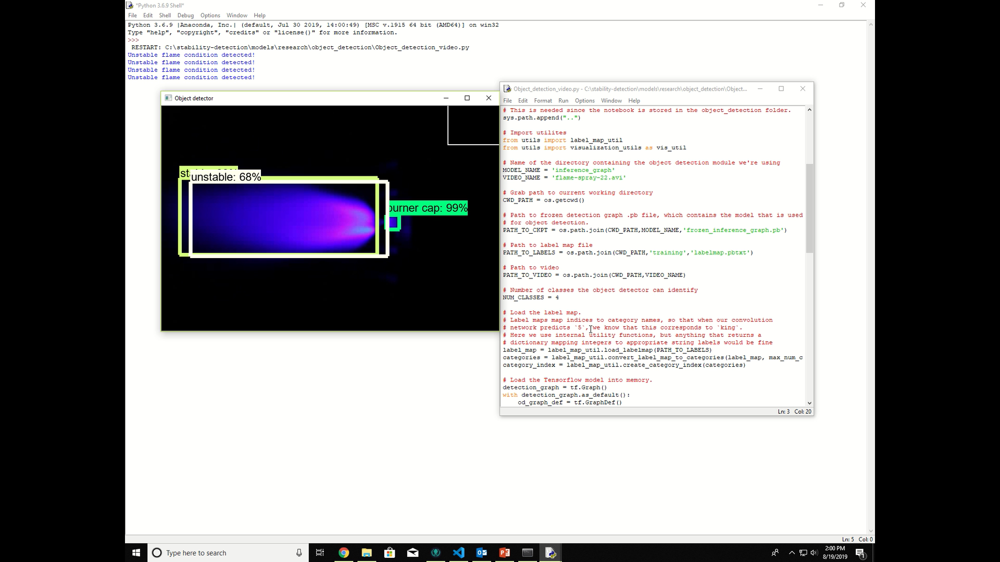 *Python 3.6.9 Shell*
File Edit Shell Debug Options Window Help
Python 3.6.9 |Anaconda, Inc.| (default, Jul 30 2019, 14:00:49) [MSC v.1915 64 bit (AMD64)] on win32
Type "help", "copyright", "credits" or "license()" for more information.
>>>
RESTART: C:\stability-detection\models\research\object_detection\Object_detection_video.py
Unstable flame condition detected!
Unstable flame condition detected!
Unstable flame condition detected!
Unstable flame condition detected!
Object detector
unstable: 68%
burner cap: 99%
Object_detection_video.py - C:\stability-detection\models\research\object_detection\Object...
File Edit Format Run Options Window Help
# This is needed since the notebook is stored in the object_detection folder.
sys.path.append("..")
# Import utilites
from utils import label_map_util
from utils import visualization_utils as vis_util
# Name of the directory containing the object detection module we're using
MODEL_NAME = 'inference_graph'
VIDEO_NAME = 'flame-spray-22.avi'
# Grab path to current working directory
CWD_PATH = os.getcwd()
# Path to frozen detection graph .pb file, which contains the model that is used
# for object detection.
PATH_TO_CKPT = os.path.join(CWD_PATH,MODEL_NAME,'frozen_inference_graph.pb')
# Path to label map file
PATH_TO_LABELS = os.path.join(CWD_PATH,'training','labelmap.pbtxt')
# Path to video
PATH_TO_VIDEO = os.path.join(CWD_PATH,VIDEO_NAME)
# Number of classes the object detector can identify
NUM_CLASSES = 4
# Load the label map.
# Label maps map indices to category names, so that when our convolution
# network predicts `5`, we know that this corresponds to `king`.
# Here we use internal utility functions, but anything that returns a
# dictionary mapping integers to appropriate string labels would be fine
label_map = label_map_util.load_labelmap(PATH_TO_LABELS)
categories = label_map_util.convert_label_map_to_categories(label_map, max_num_c
category_index = label_map_util.create_category_index(categories)
# Load the Tensorflow model into memory.
detection_graph = tf.Graph()
with detection_graph.as_default():
od_graph_def = tf.GraphDef()
Ln: 3 Col: 20
Ln: 5 Col: 0
Type here to search
2:00 PM
8/19/2019
1